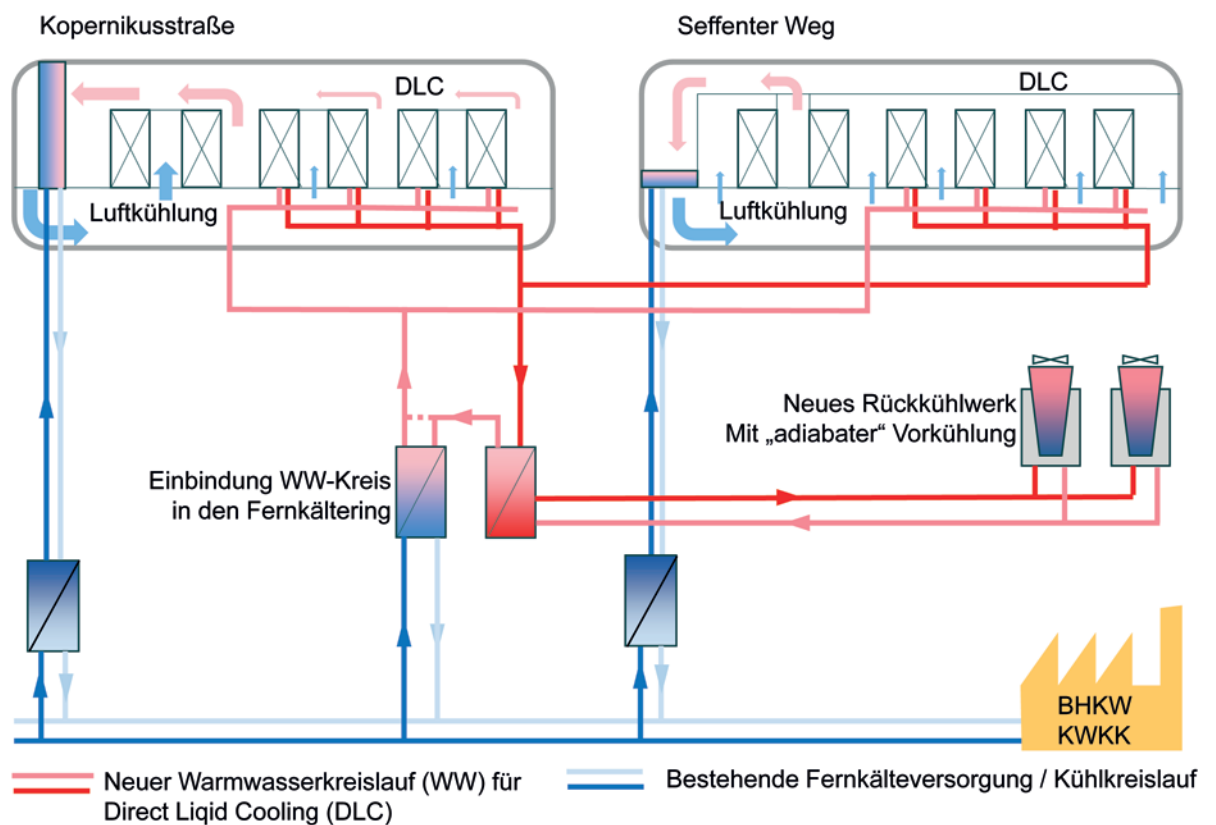 Kopernikusstraße
Seffenter Weg
DLC
DLC
Luftkühlung
Luftkühlung
Neues Rückkühlwerk
Mit „adiabater“ Vorkühlung
Einbindung WW-Kreis
in den Fernkältering
BHKW
KWKK
Neuer Warmwasserkreislauf (WW) für
Direct Liqid Cooling (DLC)
Bestehende Fernkälteversorgung / Kühlkreislauf